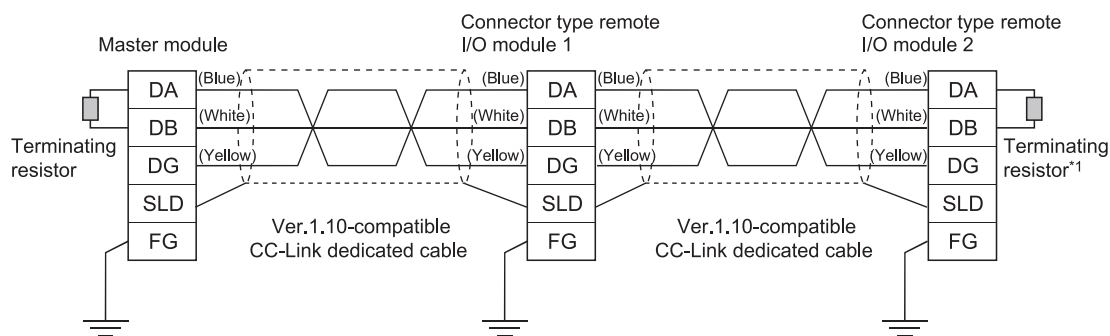 Master module
Connector type remote
I/O module 1
Connector type remote
I/O module 2
Terminating
resistor
DA
DB
DG
SLD
FG
(Blue)
(White)
(Yellow)
Ver.1.10-compatible
CC-Link dedicated cable
(Blue)
(White)
(Yellow)
DA
DB
DG
SLD
FG
(Blue)
(White)
(Yellow)
Ver.1.10-compatible
CC-Link dedicated cable
(Blue)
(White)
(Yellow)
DA
DB
DG
SLD
FG
Terminating
resistor*1